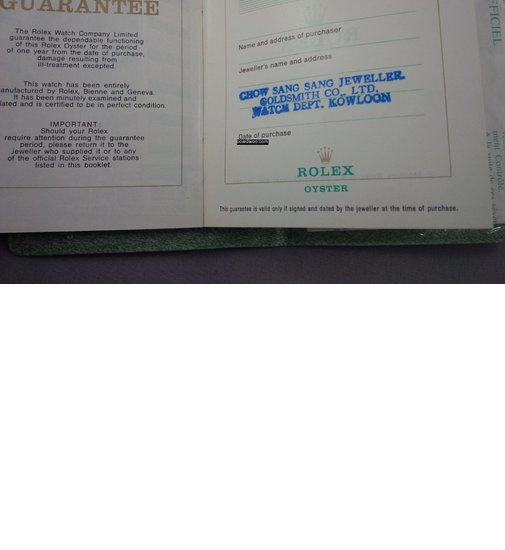 GUARANTEE
The Rolex Watch Company Limited
guarantee the dependable functioning
of this Rolex Oyster for the period
of one year from the date of purchase,
damage resulting from
ill-treatment excepted.
This watch has been entirely
manufactured by Rolex, Bienne and Geneva.
It has been minutely examined and
lated and is certified to be in perfect condition.
IMPORTANT:
Should your Rolex
require attention during the guarantee
period, please return it to the
jeweller who supplied it or to any
of the official Rolex Service stations
listed in this booklet.
Name and address of purchaser
Jeweller's name and address
CHOW SANG SANG JEWELLER
GOLDSMITH CO., LTD.
WATCH DEPT. KOWLOON
Date of purchase
ROLEX
OYSTER
This guarantee is valid only if signed and dated by the jeweller at the time of purchase.
FFICIEL
ment Contrôlé